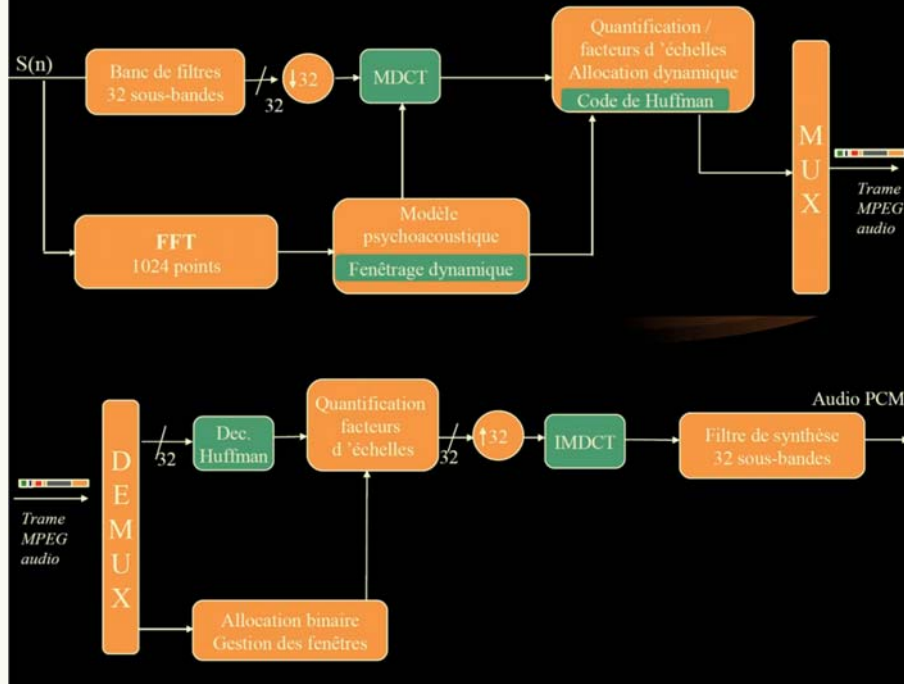 S(n)
Banc de filtres
32 sous-bandes
32
↓32
MDCT
Quantification /
facteurs d ’échelles
Allocation dynamique
Code de Huffman
MUX
Trame
MPEG
audio
FFT
1024 points
Modèle
psychoacoustique
Fenêtrage dynamique
Trame
MPEG
audio
DEMUX
32
Dec.
Huffman
Quantification
facteurs
d ’échelles
32
↑32
IMDCT
Filtre de synthèse
32 sous-bandes
Audio PCM
Allocation binaire
Gestion des fenêtres